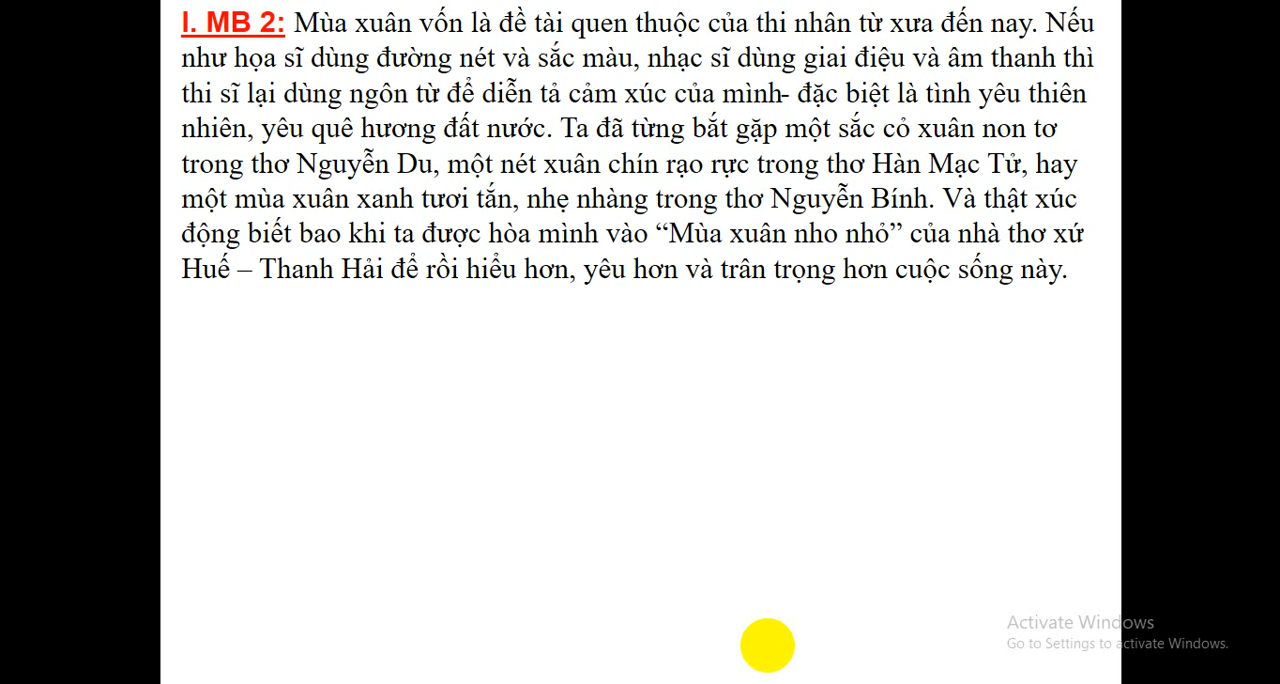 I. MB 2: Mùa xuân vốn là đề tài quen thuộc của thi nhân từ xưa đến nay. Nếu
như họa sĩ dùng đường nét và sắc màu, nhạc sĩ dùng giai điệu và âm thanh thì
thi sĩ lại dùng ngôn từ để diễn tả cảm xúc của mình- đặc biệt là tình yêu thiên
nhiên, yêu quê hương đất nước. Ta đã từng bắt gặp một sắc cỏ xuân non tơ
trong thơ Nguyễn Du, một nét xuân chín rạo rực trong thơ Hàn Mạc Tử, hay
một mùa xuân xanh tươi tắn, nhẹ nhàng trong thơ Nguyễn Bính. Và thật xúc
động biết bao khi ta được hòa mình vào “Mùa xuân nho nhỏ” của nhà thơ xứ
Huế – Thanh Hải để rồi hiểu hơn, yêu hơn và trân trọng hơn cuộc sống này.
Activate Windows
Go to Settings to activate Windows.